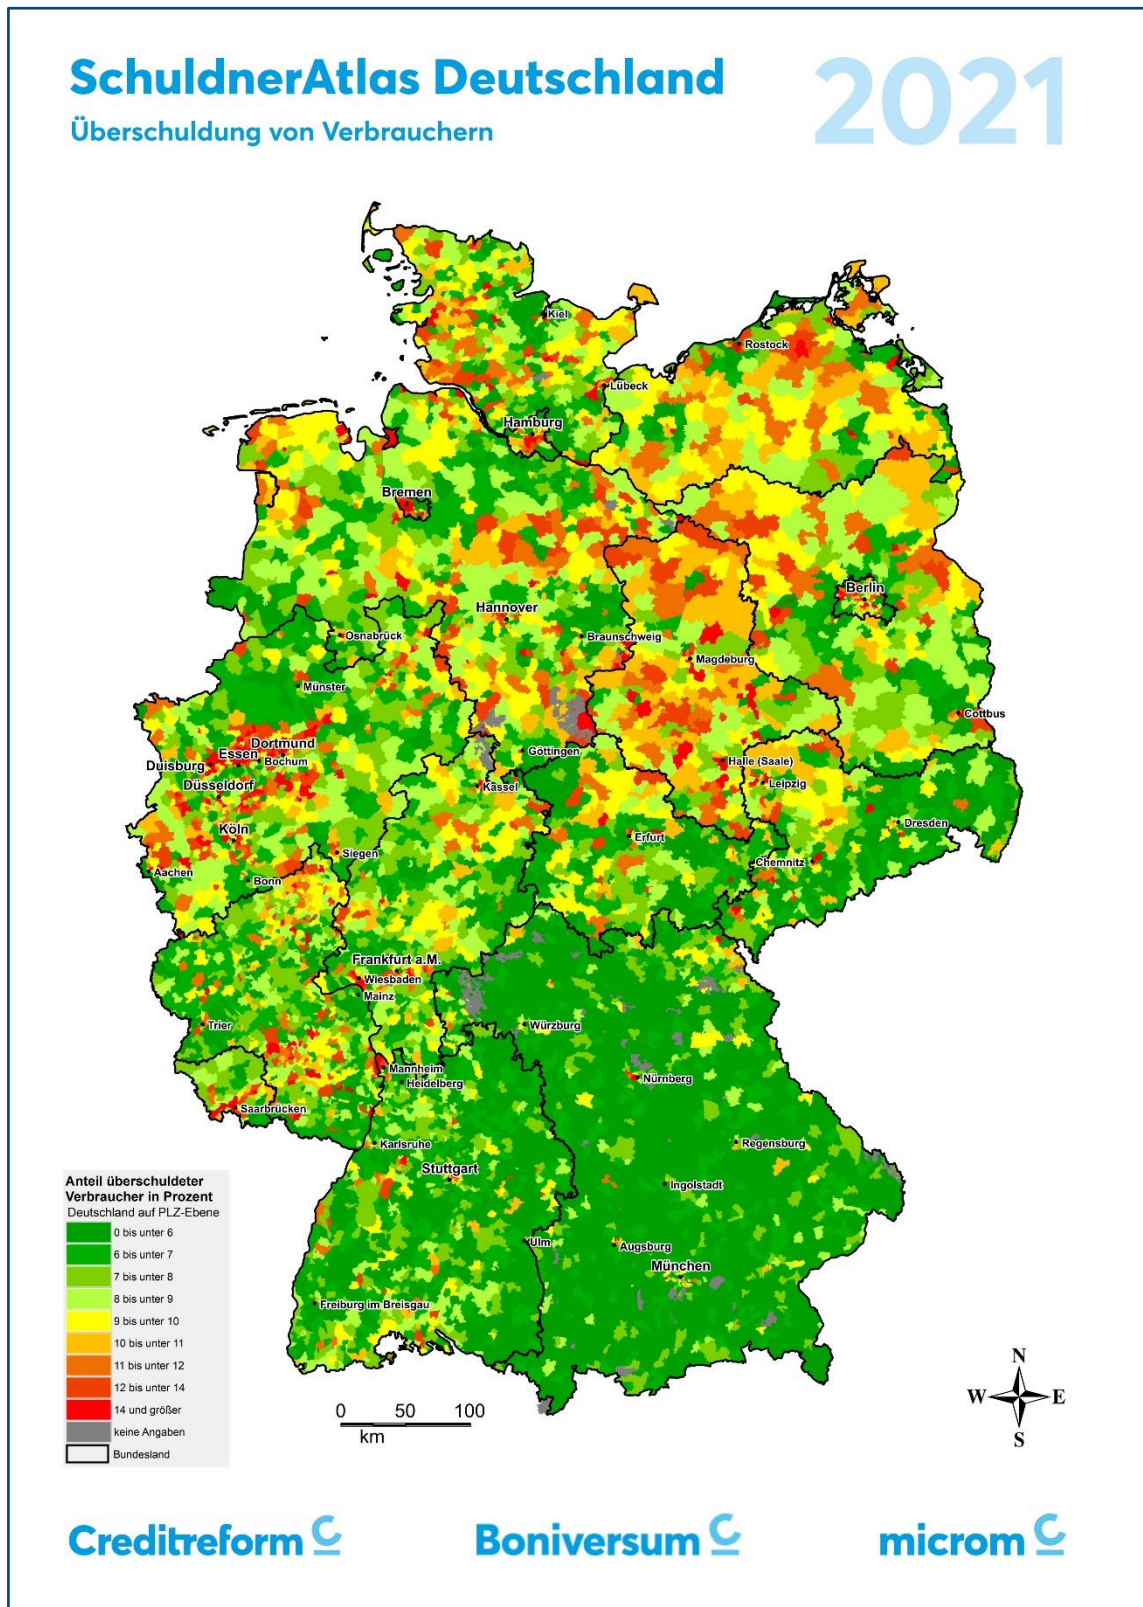 SchuldnerAtlas Deutschland
2021
Überschuldung von Verbrauchern
Kiel
Rostock
Lübeck
Hamburg
Bremen
Berlin
Hannover
Osnabrück
Braunschweig
Magdeburg
Münster
Cottbus
Dortmund
Essen
Bochum
Duisburg
Göttingen
Halle (Saale)
Düsseldorf
Kassel
Leipzig
Köln
Erfurt
Dresden
Siegen
Chemnitz
Aachen
Bonn
Frankfurt a.M.
Wiesbaden
Mainz
Trier
Würzburg
Mannheim
Nürnberg
Heidelberg
Saarbrücken
Karlsruhe
Regensburg
Stuttgart
Ingolstadt
Ulm
Augsburg
München
Freiburg im Breisgau
Anteil überschuldeter
Verbraucher in Prozent
Deutschland auf PLZ-Ebene
0 bis unter 6
6 bis unter 7
7 bis unter 8
8 bis unter 9
9 bis unter 10
10 bis unter 11
11 bis unter 12
12 bis unter 14
14 und größer
keine Angaben
Bundesland
0 50 100
km
N
W E
S
Creditreform C
Boniversum C
microm C